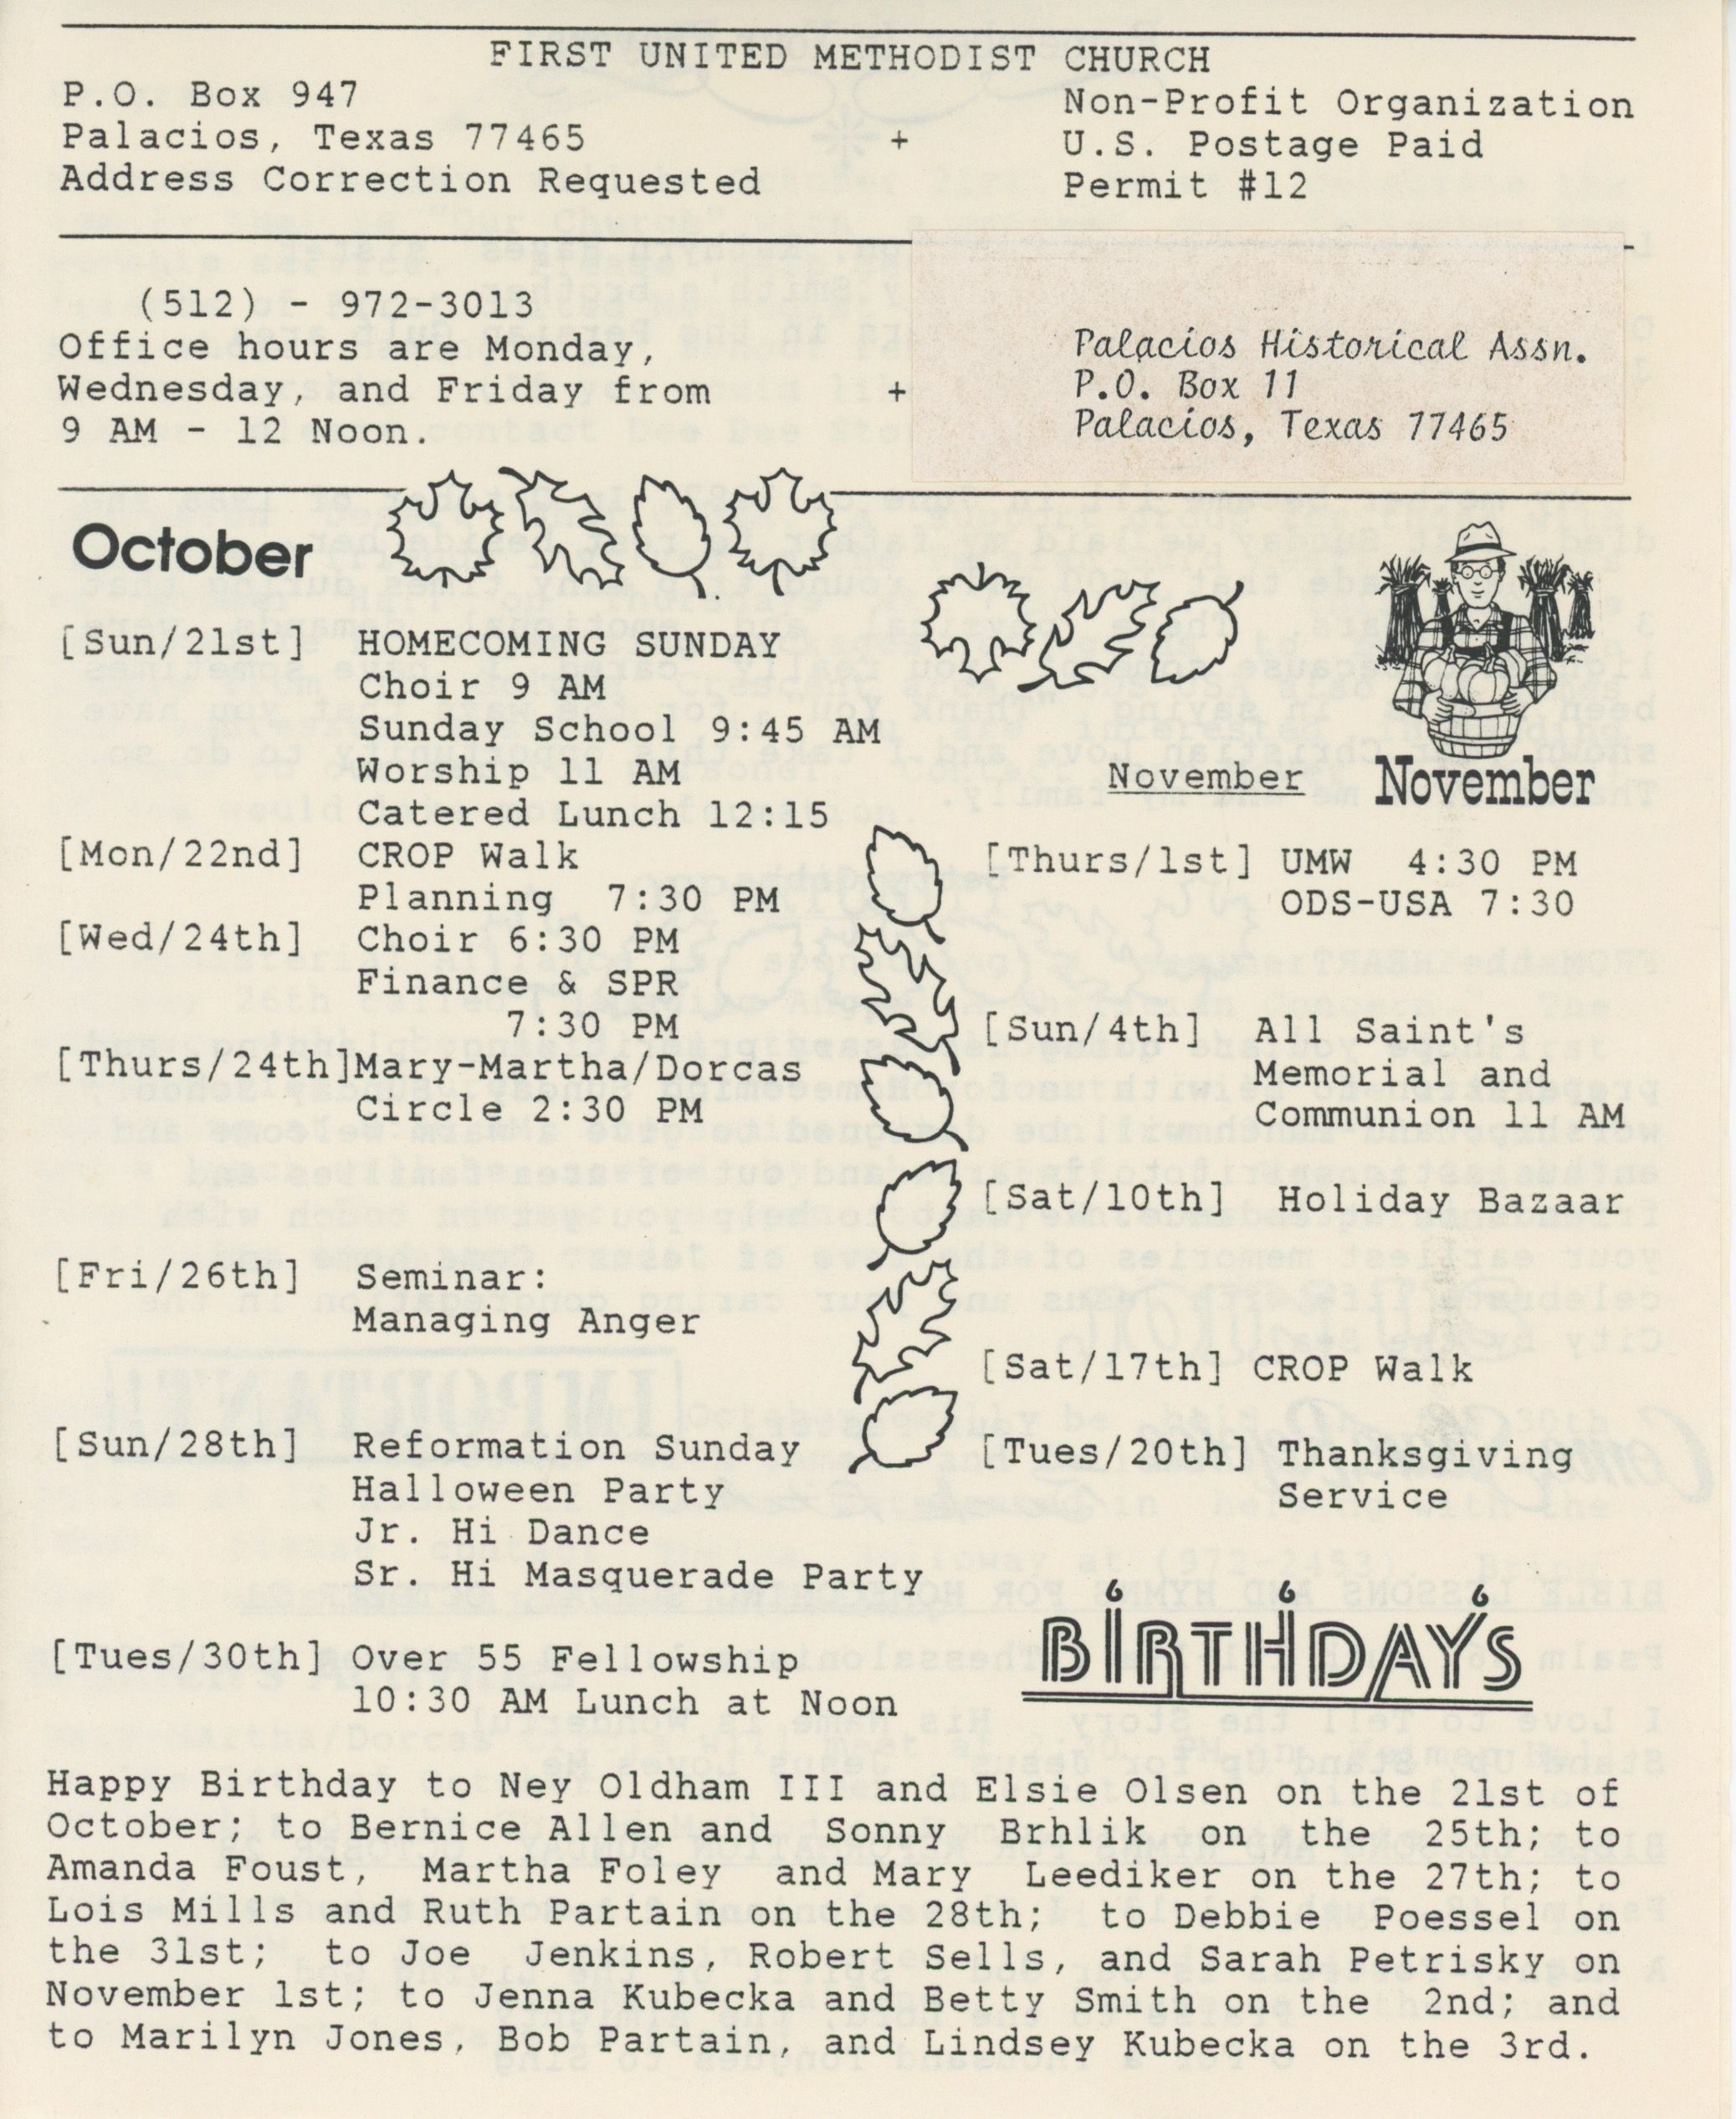 FIRST UNITED METHODIST CHURCH
P.O. Box 947
Palacios, Texas 77465
Address Correction Requested
+
Non-Profit Organization
U.S. Postage Paid
Permit #12
(512) - 972-3013
Office hours are Monday,
Wednesday, and Friday from
9 AM - 12 Noon.
+
Palacios Historical Assn.
P.O. Box 11
Palacios, Texas 77465
October
[Sun/21st] HOMECOMING SUNDAY
Choir 9 AM
Sunday School 9:45 AM
Worship 11 AM
Catered Lunch 12:15
[Mon/22nd] CROP Walk
Planning 7:30 PM
[Wed/24th] Choir 6:30 PM
Finance & SPR
7:30 PM
[Thurs/24th]Mary-Martha/Dorcas
Circle 2:30 PM
[Fri/26th] Seminar:
Managing Anger
[Sun/28th] Reformation Sunday
Halloween Party
Jr. Hi Dance
Sr. Hi Masquerade Party
[Tues/30th] Over 55 Fellowship
10:30 AM Lunch at Noon
November
November
[Thurs/1st] UMW 4:30 PM
ODS-USA 7:30
[Sun/4th] All Saint's
Memorial and
Communion 11 AM
[Sat/10th] Holiday Bazaar
[Sat/17th] CROP Walk
[Tues/20th] Thanksgiving
Service
BIRTHDAYS
Happy Birthday to Ney Oldham III and Elsie Olsen on the 21st of
October; to Bernice Allen and Sonny Brhlik on the 25th; to
Amanda Foust, Martha Foley and Mary Leediker on the 27th; to
Lois Mills and Ruth Partain on the 28th; to Debbie Poessel on
the 31st; to Joe Jenkins, Robert Sells, and Sarah Petrisky on
November 1st; to Jenna Kubecka and Betty Smith on the 2nd; and
to Marilyn Jones, Bob Partain, and Lindsey Kubecka on the 3rd.